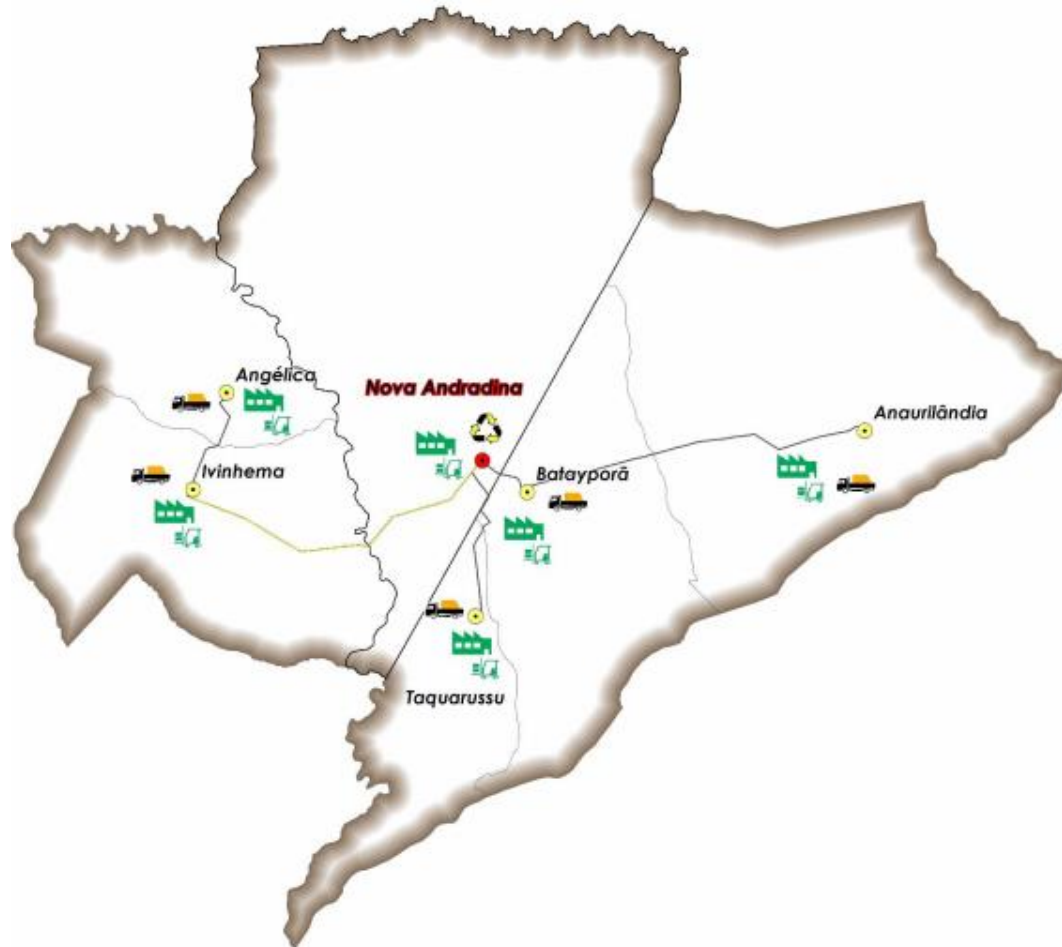 Angélica
Nova Andradina
Anaurilândia
Ivinhema
Batayporã
Taquarussu